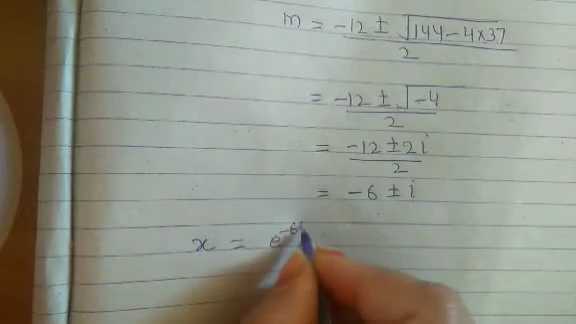 m = -12 ± √144-4×37 / 2
= -12 ± √-4 / 2
= -12 ± 2i / 2
= -6 ± i
x = e^-6